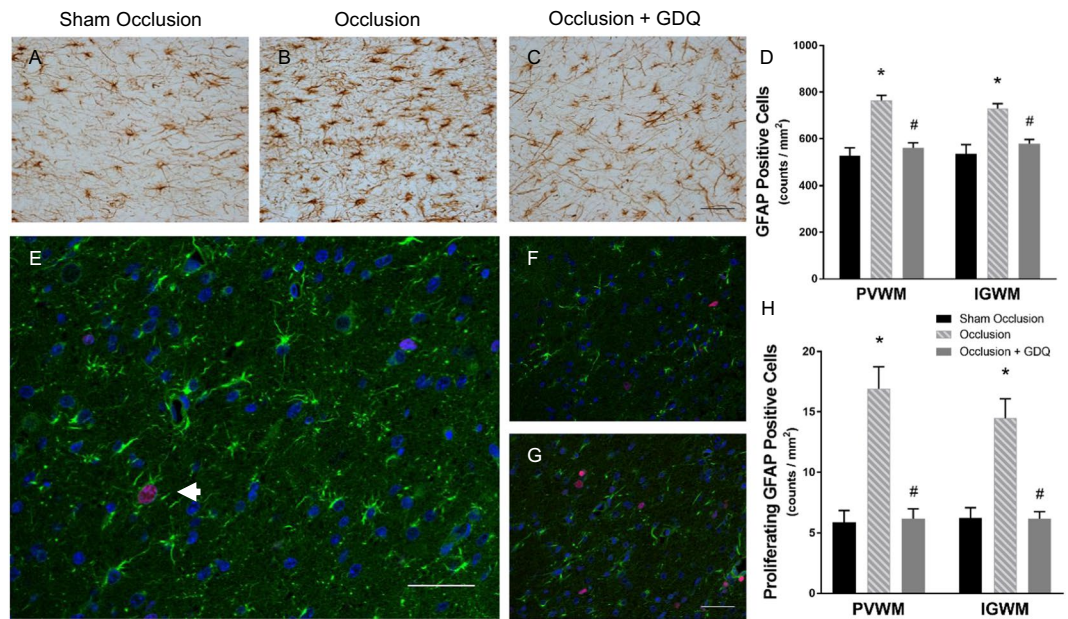 Sham Occlusion
Occlusion
Occlusion + GDQ
A
B
C
D
1000
800
600
400
200
0
GFAP Positive Cells
(counts / mm²)
*
#
*
#
PVWM
IGWM
E
F
G
H
Sham Occlusion
Occlusion
Occlusion + GDQ
20
15
10
5
0
Proliferating GFAP Positive Cells
(counts / mm²)
*
#
*
#
PVWM
IGWM